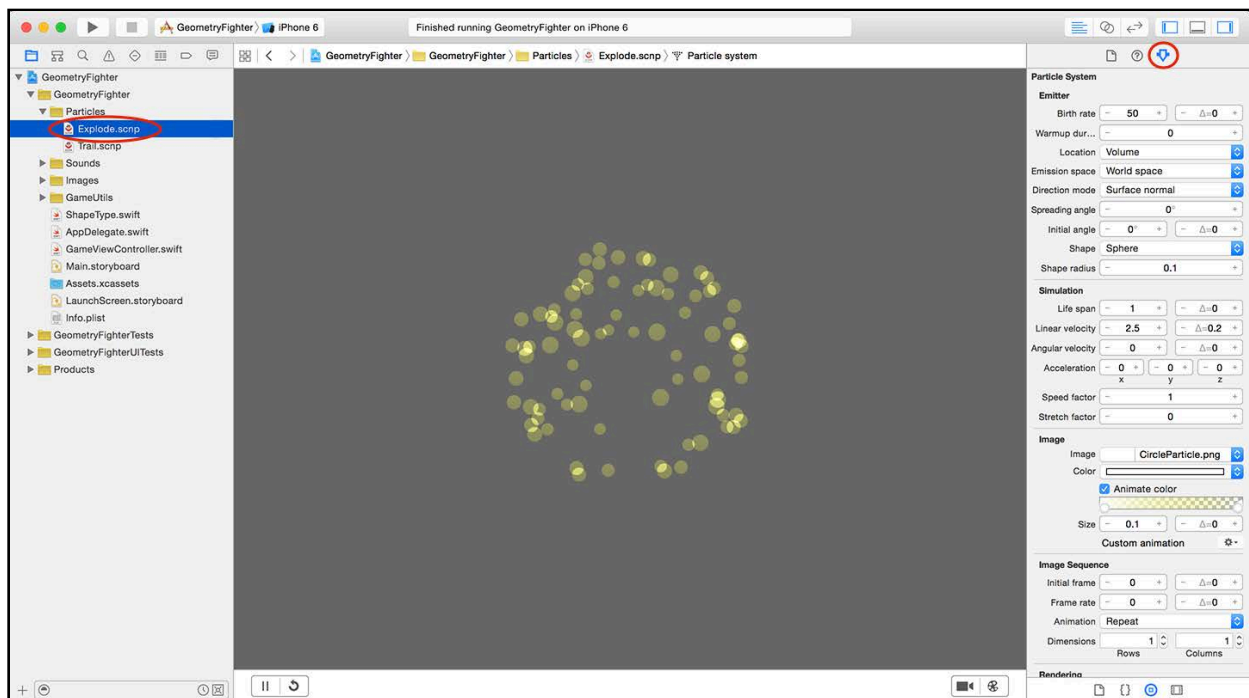 GeometryFighter 〉 iPhone 6
Finished running GeometryFighter on iPhone 6
GeometryFighter 〉 GeometryFighter 〉 Particles 〉 Explode.scnp 〉 Particle system
GeometryFighter
GeometryFighter
Particles
Explode.scnp
Trail.scnp
Sounds
Images
GameUtils
ShapeType.swift
AppDelegate.swift
GameViewController.swift
Main.storyboard
Assets.xcassets
LaunchScreen.storyboard
Info.plist
GeometryFighterTests
GeometryFighterUITests
Products
Particle System
Emitter
Birth rate - 50 + - Δ=0 +
Warmup dur... - 0 +
Location Volume
Emission space World space
Direction mode Surface normal
Spreading angle - 0° +
Initial angle - 0° + - Δ=0 +
Shape Sphere
Shape radius - 0.1 +
Simulation
Life span - 1 + - Δ=0 +
Linear velocity - 2.5 + - Δ=0.2 +
Angular velocity - 0 + - Δ=0 +
Acceleration - 0 + - 0 + - 0 +
x y z
Speed factor - 1 +
Stretch factor - 0 +
Image
Image CircleParticle.png
Color
Animate color
Size - 0.1 + - Δ=0 +
Custom animation
Image Sequence
Initial frame - 0 + - Δ=0 +
Frame rate - 0 + - Δ=0 +
Animation Repeat
Dimensions 1 1
Rows Columns
Rendering